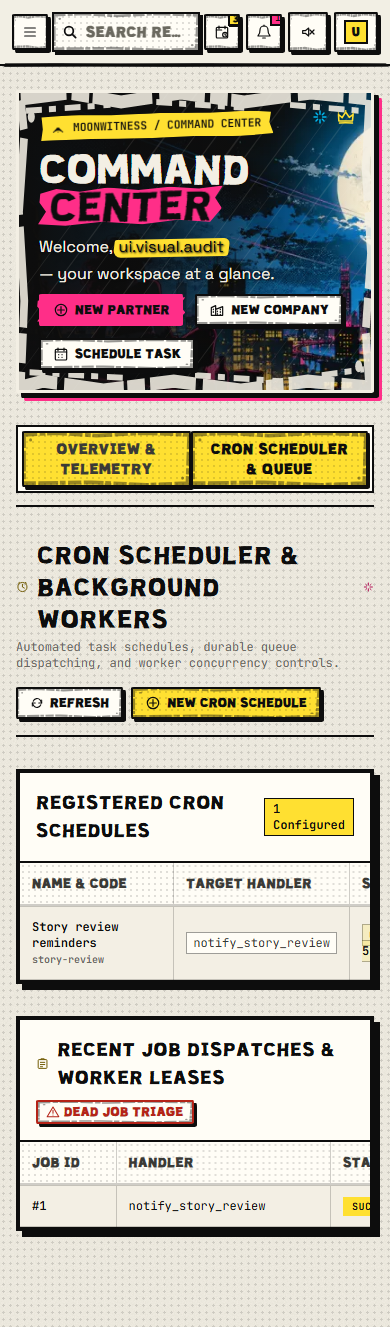 SEARCH RE...
U
MOONWITNESS / COMMAND CENTER
COMMAND
CENTER
Welcome, ui.visual.audit
— your workspace at a glance.
NEW PARTNER
NEW COMPANY
SCHEDULE TASK
OVERVIEW &
TELEMETRY
CRON SCHEDULER
& QUEUE
CRON SCHEDULER &
BACKGROUND
WORKERS
Automated task schedules, durable queue
dispatching, and worker concurrency controls.
REFRESH
NEW CRON SCHEDULE
REGISTERED CRON
SCHEDULES
1
Configured
NAME & CODE
TARGET HANDLER
S
Story review
reminders
story-review
notify_story_review
5
RECENT JOB DISPATCHES &
WORKER LEASES
DEAD JOB TRIAGE
JOB ID
HANDLER
STA
#1
notify_story_review
suc